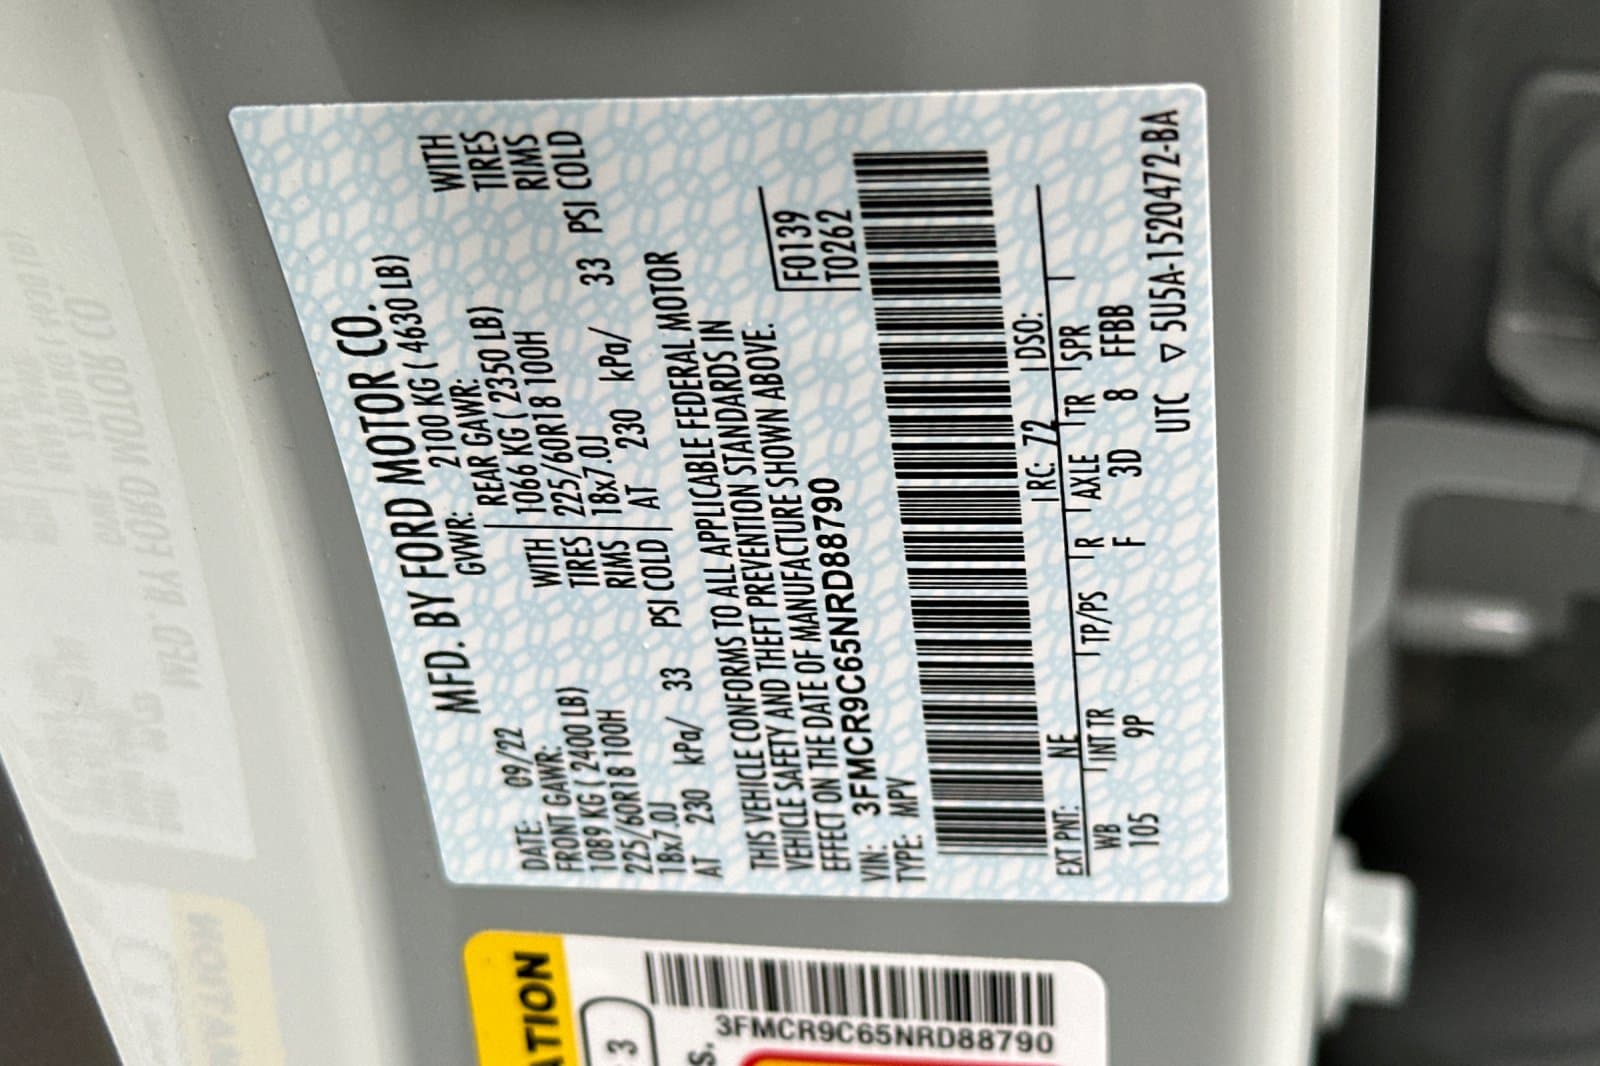 MFD. BY FORD MOTOR CO.
DATE: 09/22 GVWR: 2100 KG ( 4630 LB)
FRONT GAWR: REAR GAWR:
1089 KG ( 2400 LB) WITH 1066 KG ( 2350 LB) WITH
225/60R18 100H TIRES 225/60R18 100H TIRES
18x7.0J RIMS 18x7.0J RIMS
AT 230 kPa/ 33 PSI COLD AT 230 kPa/ 33 PSI COLD
THIS VEHICLE CONFORMS TO ALL APPLICABLE FEDERAL MOTOR
VEHICLE SAFETY AND THEFT PREVENTION STANDARDS IN
EFFECT ON THE DATE OF MANUFACTURE SHOWN ABOVE.
VIN: 3FMCR9C65NRD88790 F0139
TYPE: MPV T0262
EXT PNT: NE RC: 72 DSO:
WB INT TR TP/PS R AXLE TR SPR
105 9P F 3D 8 FFBB
UTC ▽ 5U5A-1520472-BA
ATION
3
3FMCR9C65NRD88790
s.